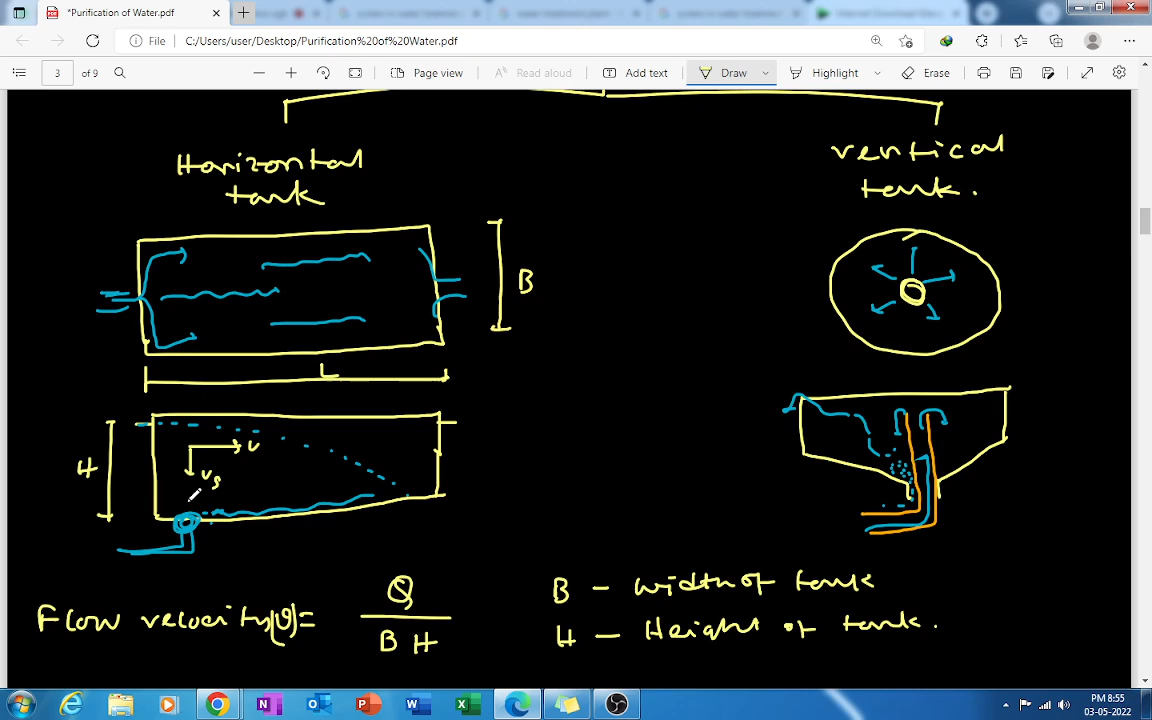 *Purification of Water.pdf
File
C:/Users/user/Desktop/Purification%20of%20Water.pdf
3
of 9
Page view
Read aloud
Add text
Draw
Highlight
Erase
Horizontal
tank
ventical
tank.
B
L
H
v
vs
Flow velocity(v) = Q
B H
B - width of tank
H - Height of tank.
PM 8:55
03-05-2022